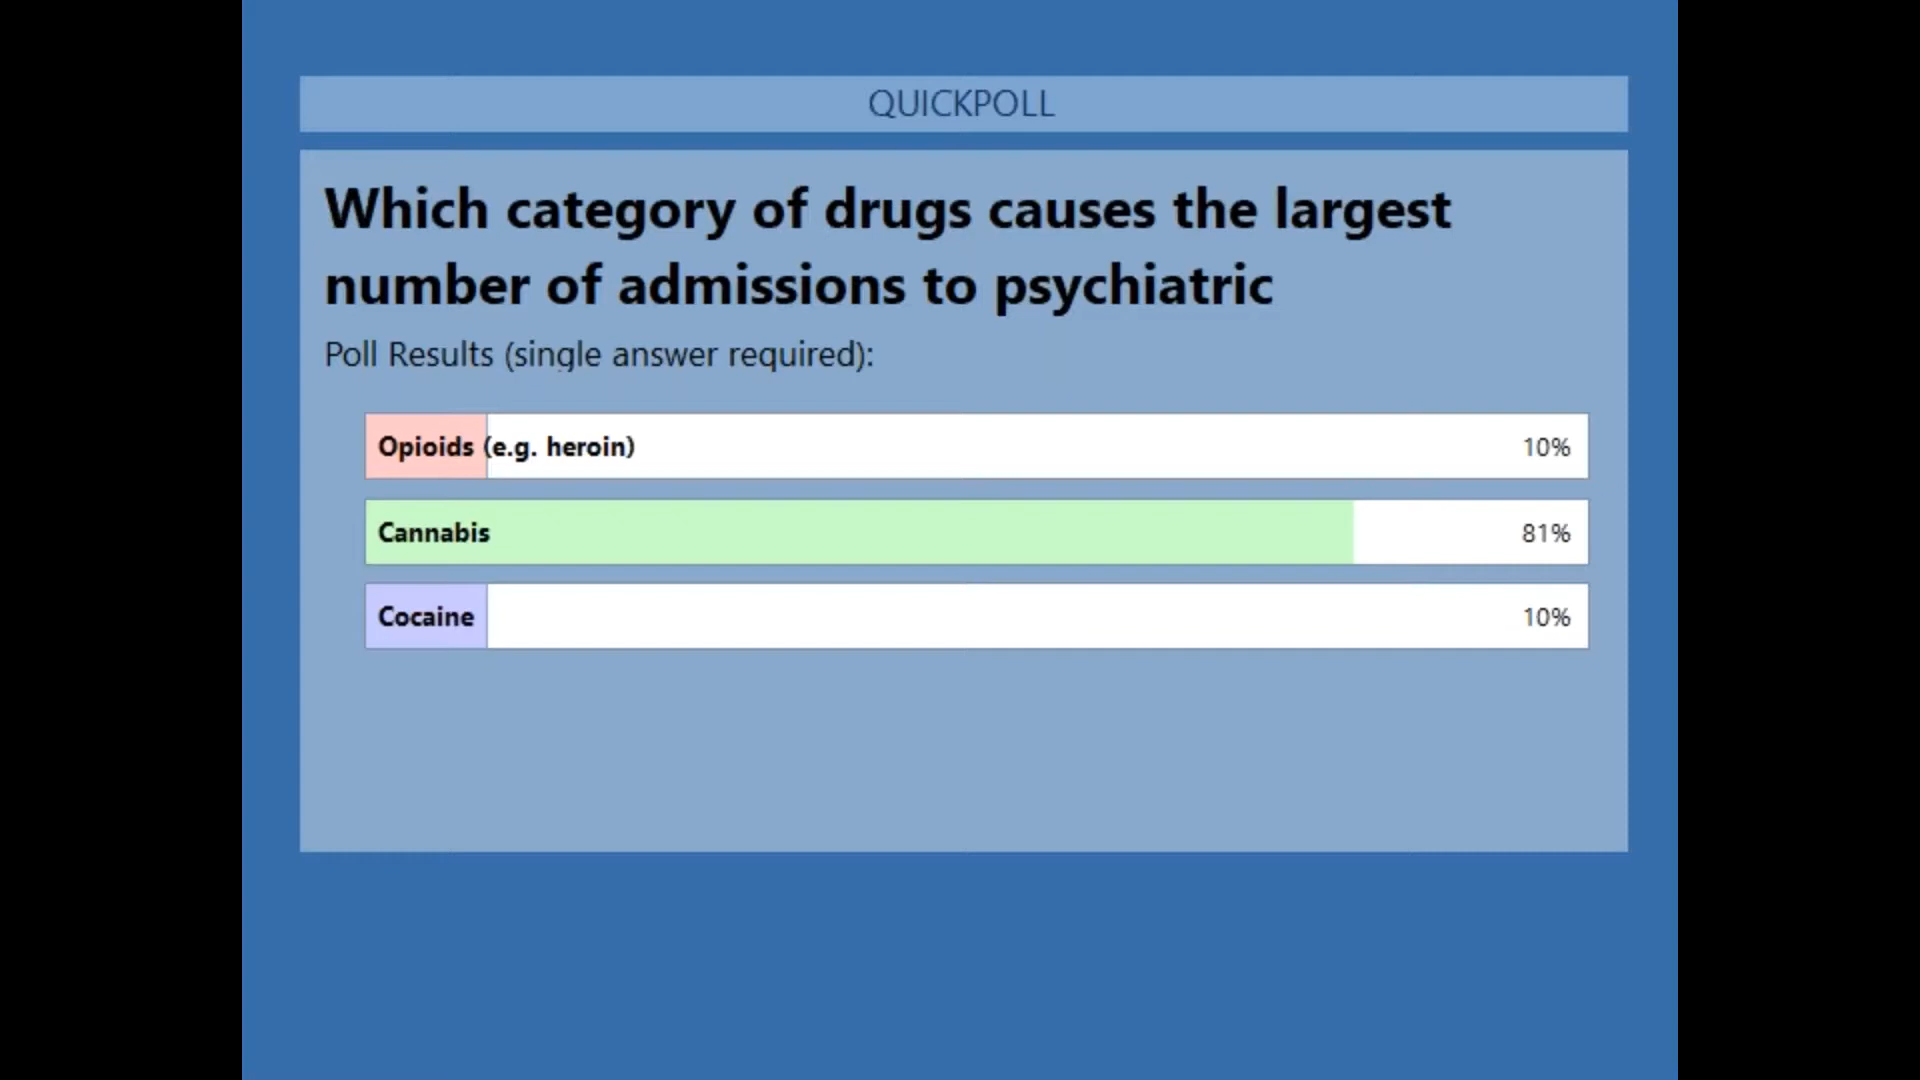 QUICKPOLL
Which category of drugs causes the largest
number of admissions to psychiatric
Poll Results (single answer required):
Opioids (e.g. heroin) 10%
Cannabis 81%
Cocaine 10%